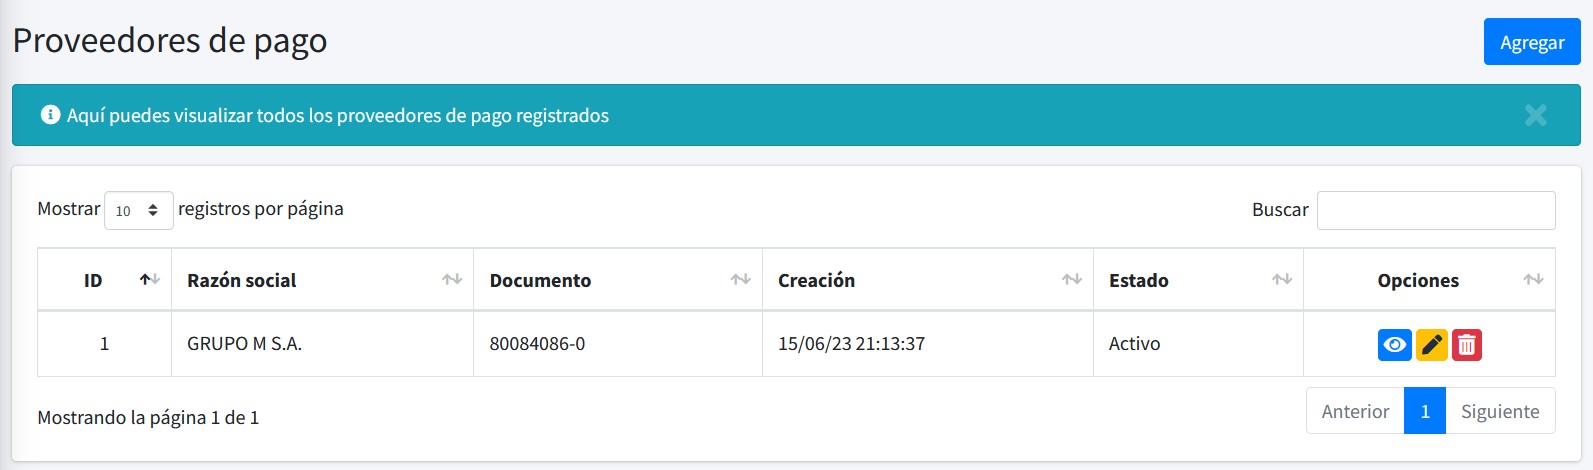 Proveedores de pago
Agregar
Aquí puedes visualizar todos los proveedores de pago registrados
Mostrar 10 registros por página
Buscar
ID Razón social Documento Creación Estado Opciones
1 GRUPO M S.A. 80084086-0 15/06/23 21:13:37 Activo
Mostrando la página 1 de 1
Anterior 1 Siguiente